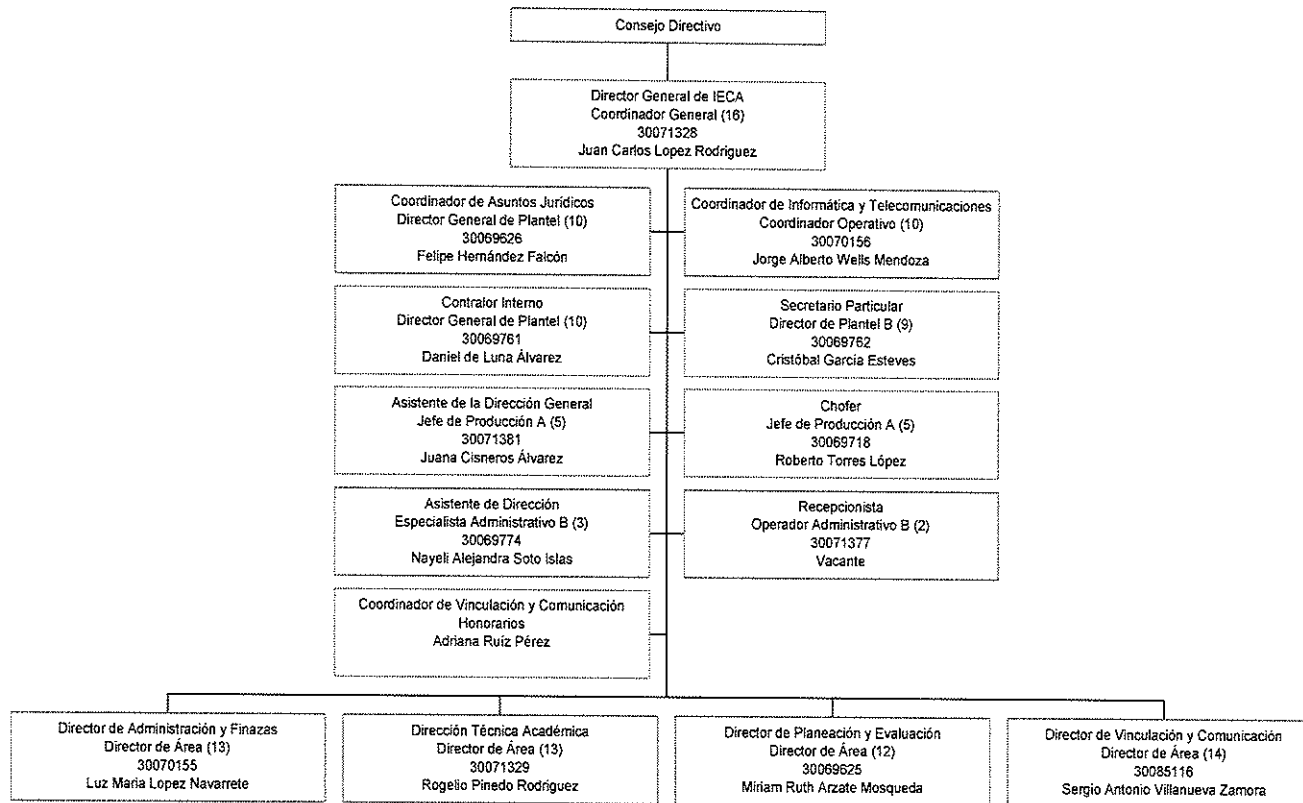 Consejo Directivo
Director General de IECA
Coordinador General (16)
30071328
Juan Carlos Lopez Rodriguez
Coordinador de Asuntos Jurídicos
Director General de Plantel (10)
30069626
Felipe Hernández Falcón
Coordinador de Informática y Telecomunicaciones
Coordinador Operativo (10)
30070156
Jorge Alberto Wells Mendoza
Contralor Interno
Director General de Plantel (10)
30069761
Daniel de Luna Álvarez
Secretario Particular
Director de Plantel B (9)
30069762
Cristóbal García Esteves
Asistente de la Dirección General
Jefe de Producción A (5)
30071381
Juana Cisneros Álvarez
Chofer
Jefe de Producción A (5)
30069718
Roberto Torres López
Asistente de Dirección
Especialista Administrativo B (3)
30069774
Nayeli Alejandra Soto Islas
Recepcionista
Operador Administrativo B (2)
30071377
Vacante
Coordinador de Vinculación y Comunicación
Honorarios
Adriana Ruíz Pérez
Director de Administración y Finazas
Director de Área (13)
30070155
Luz Maria Lopez Navarrete
Dirección Técnica Académica
Director de Área (13)
30071329
Rogelio Pinedo Rodríguez
Director de Planeación y Evaluación
Director de Área (12)
30069625
Miriam Ruth Arzate Mosqueda
Director de Vinculación y Comunicación
Director de Área (14)
30085116
Sergio Antonio Villanueva Zamora